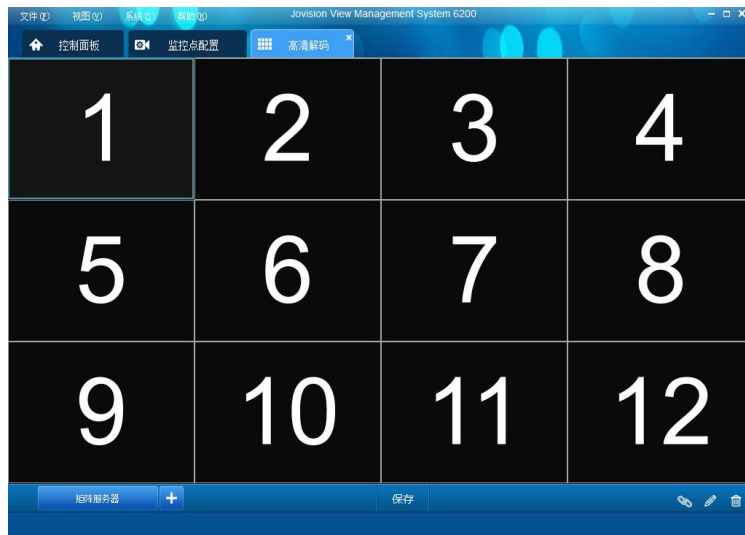 文件(F) 视图(V) 系统(S) 帮助(H) Jovision View Management System 6200
控制面板 监控点配置 高清解码
1 2 3 4
5 6 7 8
9 10 11 12
矩阵服务器 + 保存